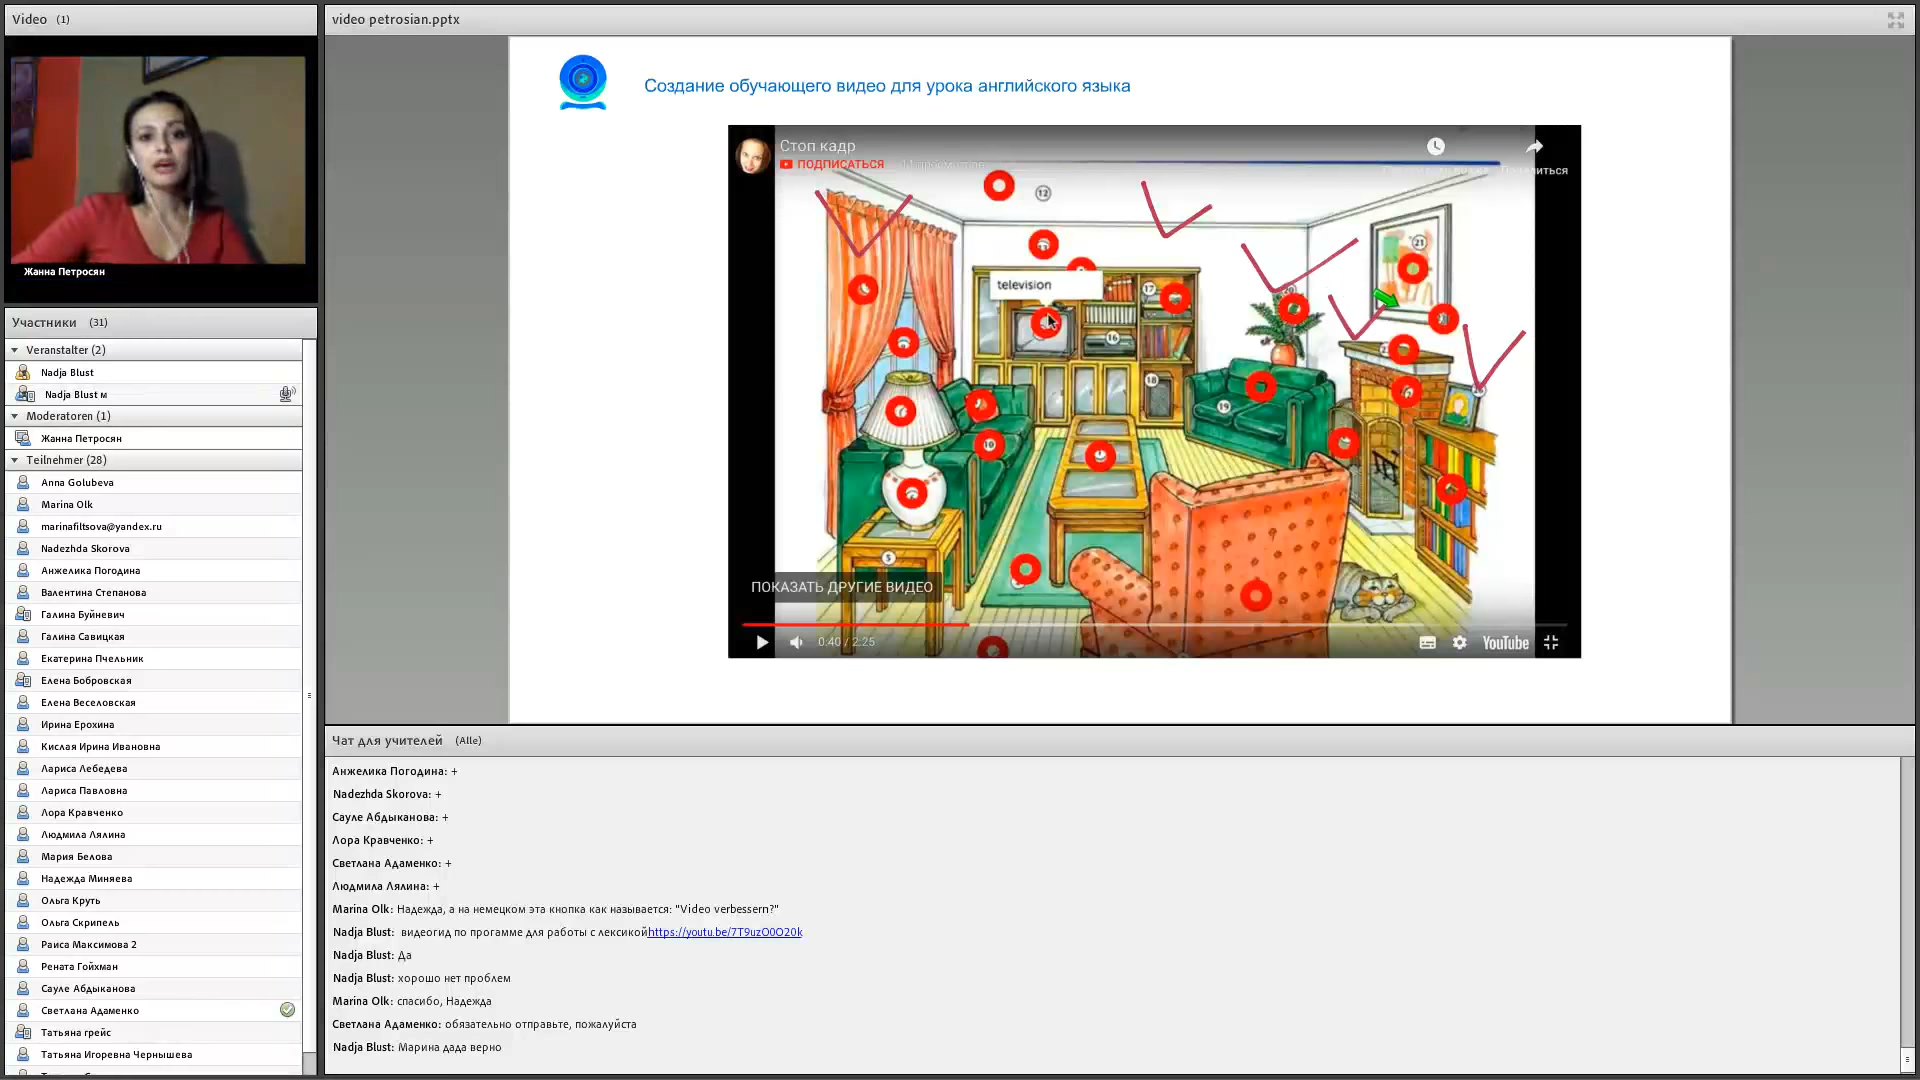 Video (1)
Жанна Петросян
Участники (31)
Veranstalter (2)
Nadja Blust
Nadja Blust м
Moderatoren (1)
Жанна Петросян
Teilnehmer (28)
Anna Golubeva
Marina Olk
marinafiltsova@yandex.ru
Nadezhda Skorova
Анжелика Погодина
Валентина Степанова
Галина Буйневич
Галина Савицкая
Екатерина Пчельник
Елена Бобровская
Елена Веселовская
Ирина Ерохина
Кислая Ирина Ивановна
Лариса Лебедева
Лариса Павловна
Лора Кравченко
Людмила Лялина
Мария Белова
Надежда Миняева
Ольга Круть
Ольга Скрипель
Раиса Максимова 2
Рената Гойхман
Сауле Абдыканова
Светлана Адаменко
Татьяна грейс
Татьяна Игоревна Чернышева
video petrosian.pptx
Создание обучающего видео для урока английского языка
Стоп кадр
ПОДПИСАТЬСЯ
12
21
television
17
16
18
19
10
5
ПОКАЗАТЬ ДРУГИЕ ВИДЕО
0:40 / 2:25
YouTube
Чат для учителей (Alle)
Анжелика Погодина: +
Nadezhda Skorova: +
Сауле Абдыканова: +
Лора Кравченко: +
Светлана Адаменко: +
Людмила Лялина: +
Marina Olk: Надежда, а на немецком эта кнопка как называется: "Video verbessern?"
Nadja Blust: видеогид по прогамме для работы с лексикойhttps://youtu.be/7T9uzO0O20k
Nadja Blust: Да
Nadja Blust: хорошо нет проблем
Marina Olk: спасибо, Надежда
Светлана Адаменко: обязательно отправьте, пожалуйста
Nadja Blust: Марина дада верно